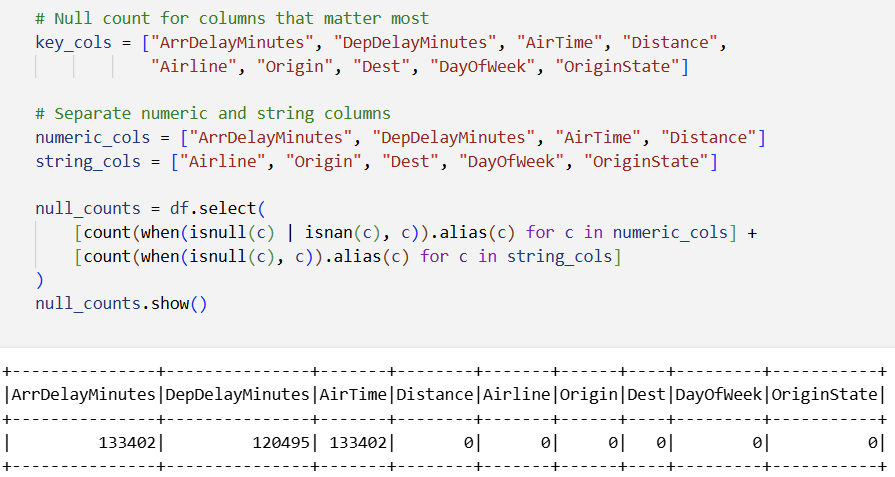 # Null count for columns that matter most
key_cols = ["ArrDelayMinutes", "DepDelayMinutes", "AirTime", "Distance",
            "Airline", "Origin", "Dest", "DayOfWeek", "OriginState"]

# Separate numeric and string columns
numeric_cols = ["ArrDelayMinutes", "DepDelayMinutes", "AirTime", "Distance"]
string_cols = ["Airline", "Origin", "Dest", "DayOfWeek", "OriginState"]

null_counts = df.select(
    [count(when(isnull(c) | isnan(c), c)).alias(c) for c in numeric_cols] +
    [count(when(isnull(c), c)).alias(c) for c in string_cols]
)
null_counts.show()

+---------------+---------------+-------+--------+-------+------+----+---------+-----------+
|ArrDelayMinutes|DepDelayMinutes|AirTime|Distance|Airline|Origin|Dest|DayOfWeek|OriginState|
+---------------+---------------+-------+--------+-------+------+----+---------+-----------+
|         133402|         120495| 133402|       0|      0|     0|   0|        0|          0|
+---------------+---------------+-------+--------+-------+------+----+---------+-----------+